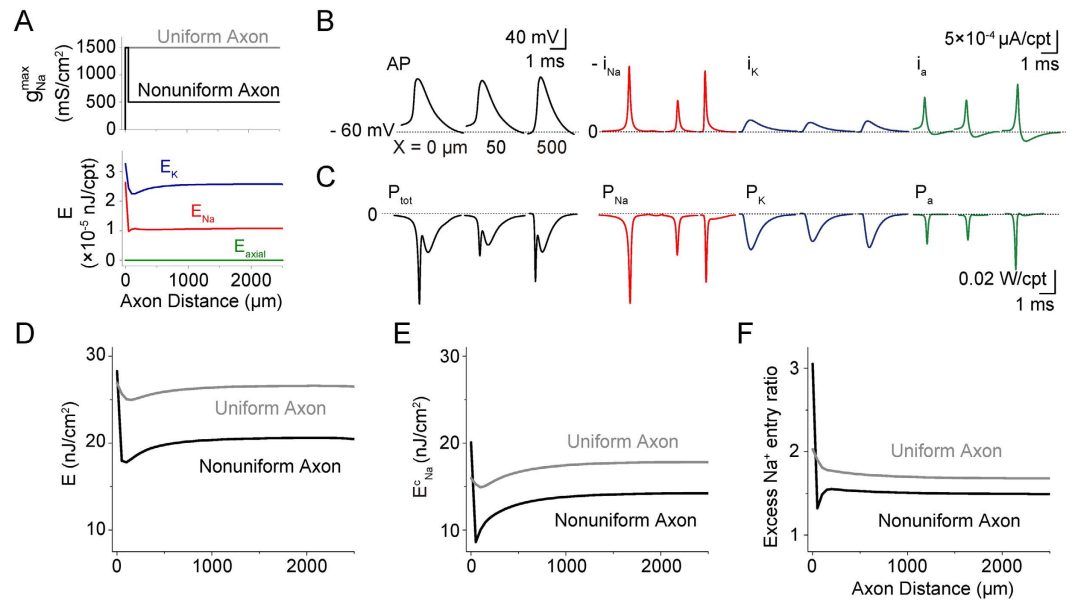 A
g^max_Na
(mS/cm²)
1500
1000
500
0
Uniform Axon
Nonuniform Axon
E
(×10⁻⁵ nJ/cpt)
3
2
1
0
E_K
E_Na
E_axial
0 1000 2000
Axon Distance (µm)
B
40 mV
1 ms
5×10⁻⁴ µA/cpt
1 ms
AP
- i_Na
i_K
i_a
- 60 mV
0
X = 0 µm 50 500
C
P_tot
P_Na
P_K
P_a
0
0.02 W/cpt
1 ms
D
E (nJ/cm²)
30
20
10
Uniform Axon
Nonuniform Axon
0 1000 2000
E
E^c_Na (nJ/cm²)
30
20
10
Uniform Axon
Nonuniform Axon
0 1000 2000
F
Excess Na⁺ entry ratio
3
2
1
Uniform Axon
Nonuniform Axon
0 1000 2000
Axon Distance (µm)